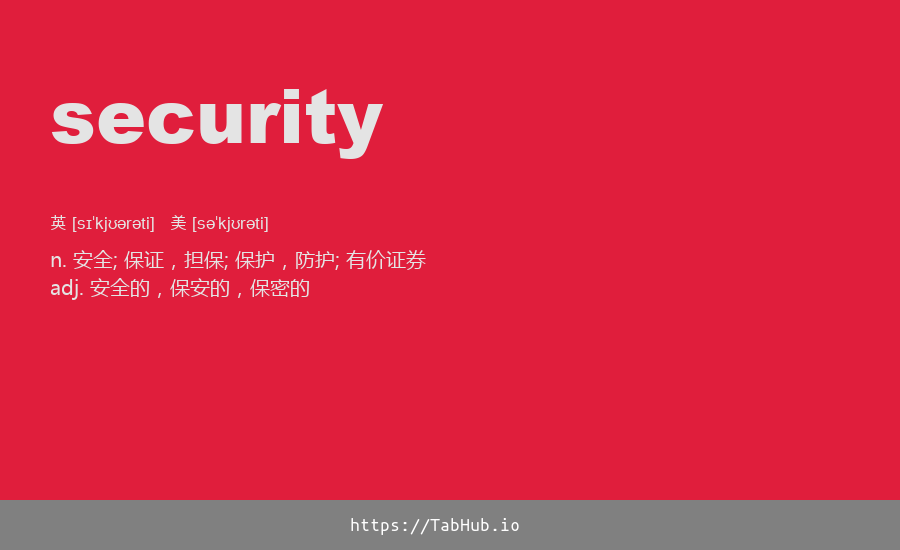 security
英 [sɪˈkjʊərəti] 美 [səˈkjʊrəti]
n. 安全; 保证，担保; 保护，防护; 有价证券
adj. 安全的，保安的，保密的
https://TabHub.io